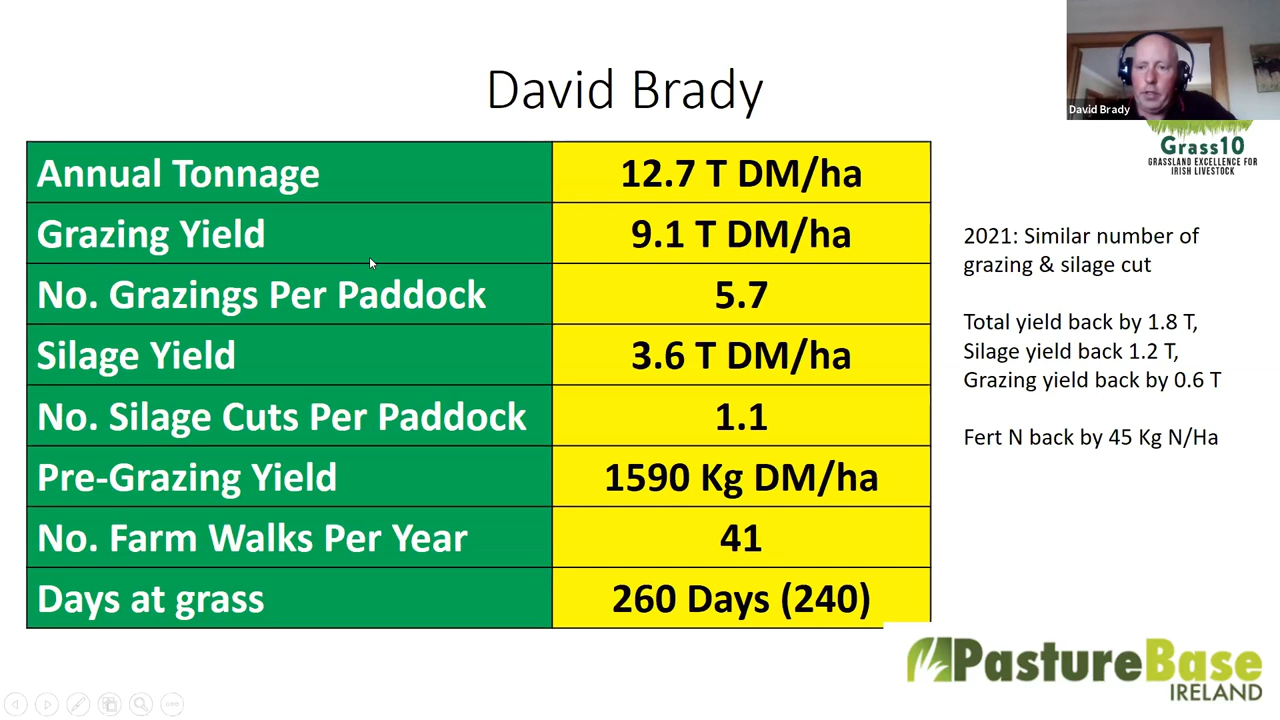 David Brady
David Brady
Grass10
GRASSLAND EXCELLENCE FOR
IRISH LIVESTOCK
Annual Tonnage 12.7 T DM/ha
Grazing Yield 9.1 T DM/ha
No. Grazings Per Paddock 5.7
Silage Yield 3.6 T DM/ha
No. Silage Cuts Per Paddock 1.1
Pre-Grazing Yield 1590 Kg DM/ha
No. Farm Walks Per Year 41
Days at grass 260 Days (240)
2021: Similar number of
grazing & silage cut
Total yield back by 1.8 T,
Silage yield back 1.2 T,
Grazing yield back by 0.6 T
Fert N back by 45 Kg N/Ha
PastureBase
IRELAND